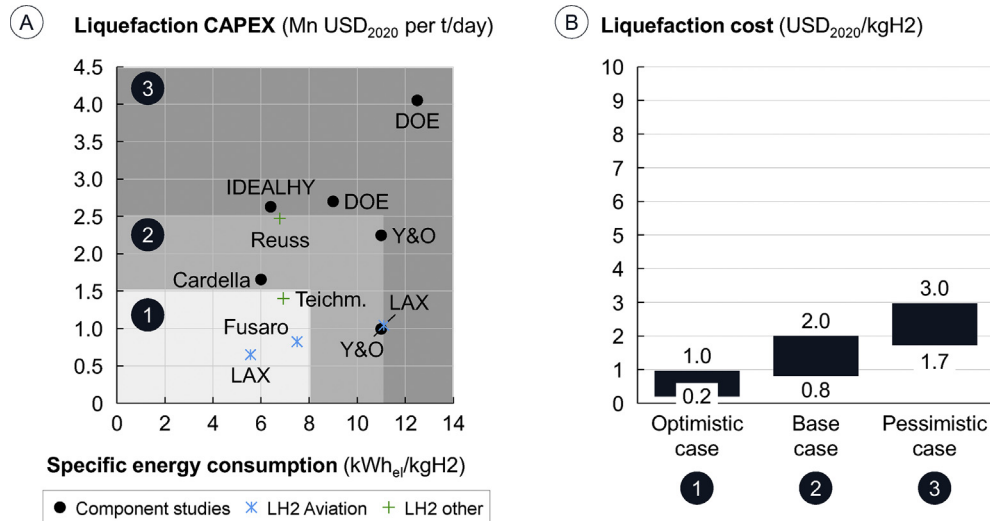 A Liquefaction CAPEX (Mn USD2020 per t/day)
4.5
4.0
3.5
3.0
2.5
2.0
1.5
1.0
0.5
0
3
DOE
IDEALHY
DOE
2
Reuss
Y&O
Cardella
Teichm.
1
LAX
Fusaro
Y&O
LAX
0 2 4 6 8 10 12 14
Specific energy consumption (kWhel/kgH2)
Component studies LH2 Aviation LH2 other
B Liquefaction cost (USD2020/kgH2)
10
9
8
7
6
5
4
3
2
1
0
1.0
0.2
2.0
0.8
3.0
1.7
Optimistic case
Base case
Pessimistic case
1 2 3